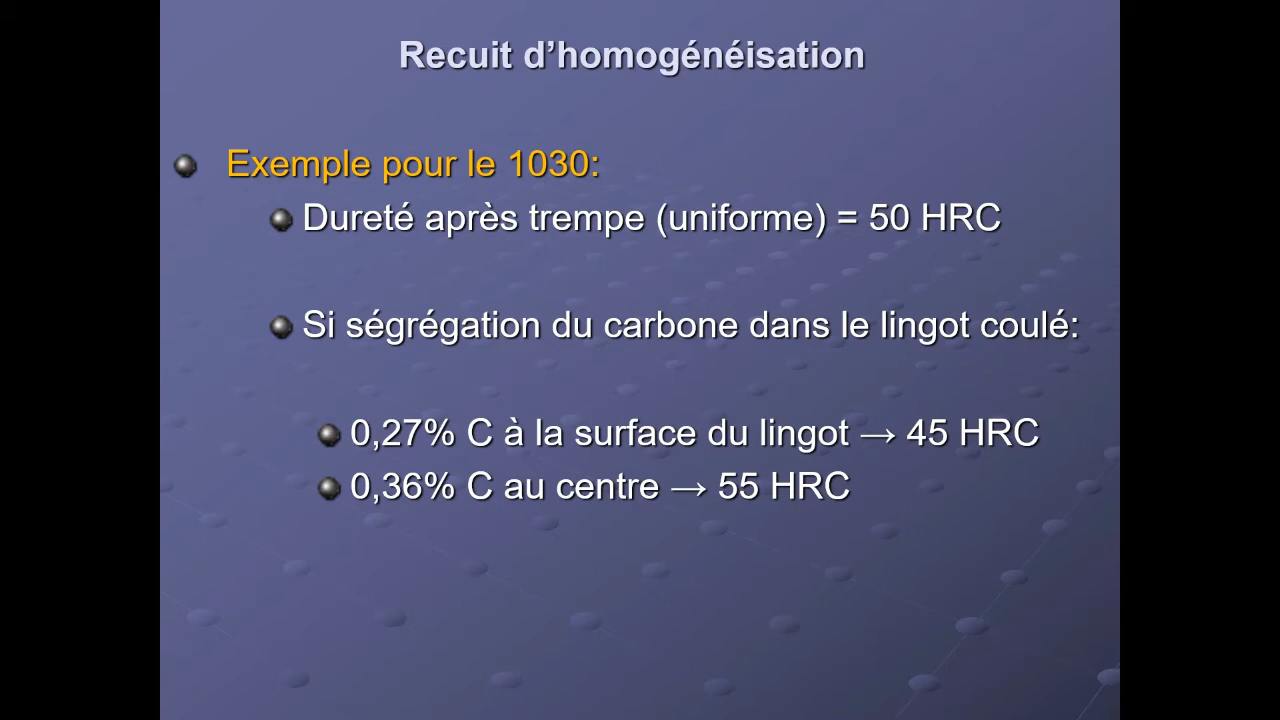 Recuit d’homogénéisation
Exemple pour le 1030:
Dureté après trempe (uniforme) = 50 HRC
Si ségrégation du carbone dans le lingot coulé:
0,27% C à la surface du lingot → 45 HRC
0,36% C au centre → 55 HRC